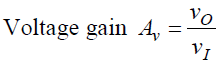 Voltage gain A_v = v_O / v_I